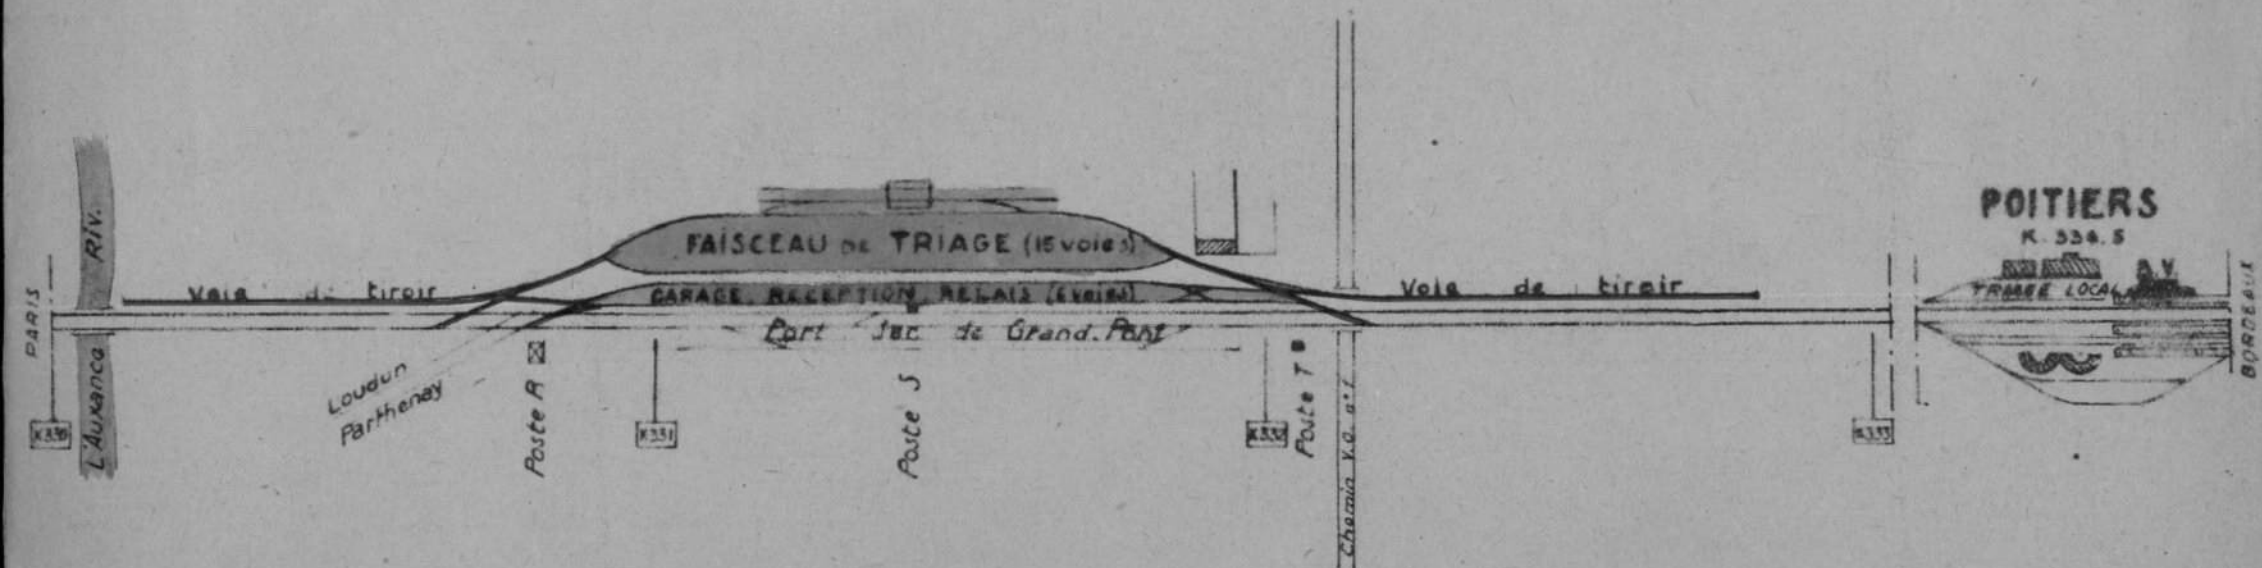 PARIS
Riv.
L'Auxance
K330
Voie de tiroir
Loudun
Parthenay
Poste R
K331
FAISCEAU DE TRIAGE (15 voies)
GARAGE, RECEPTION, RELAIS (6 voies)
de Grand-Pont
Poste S
K332
Poste T
Chemin V.O. n°1
Voie de tiroir
K333
POITIERS
K 334.5
TRIAGE LOCAL
BORDEAUX